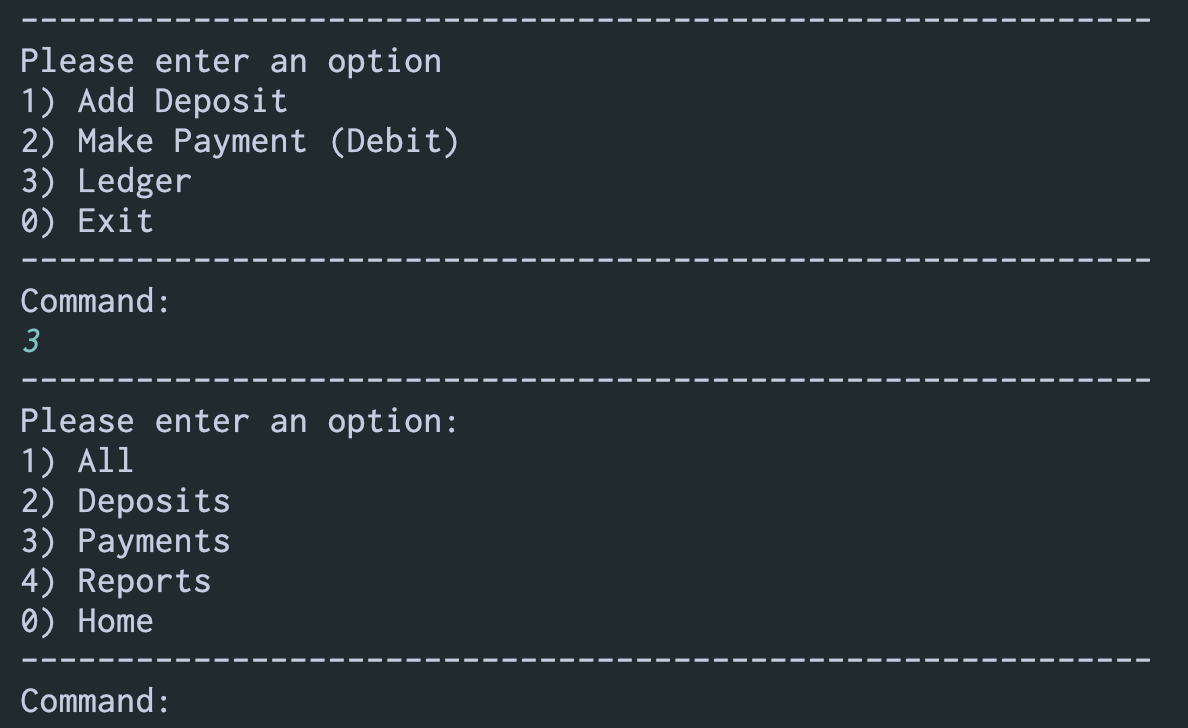 -----------------------------------------------------------
Please enter an option
1) Add Deposit
2) Make Payment (Debit)
3) Ledger
0) Exit
-----------------------------------------------------------
Command:
3
-----------------------------------------------------------
Please enter an option:
1) All
2) Deposits
3) Payments
4) Reports
0) Home
-----------------------------------------------------------
Command: